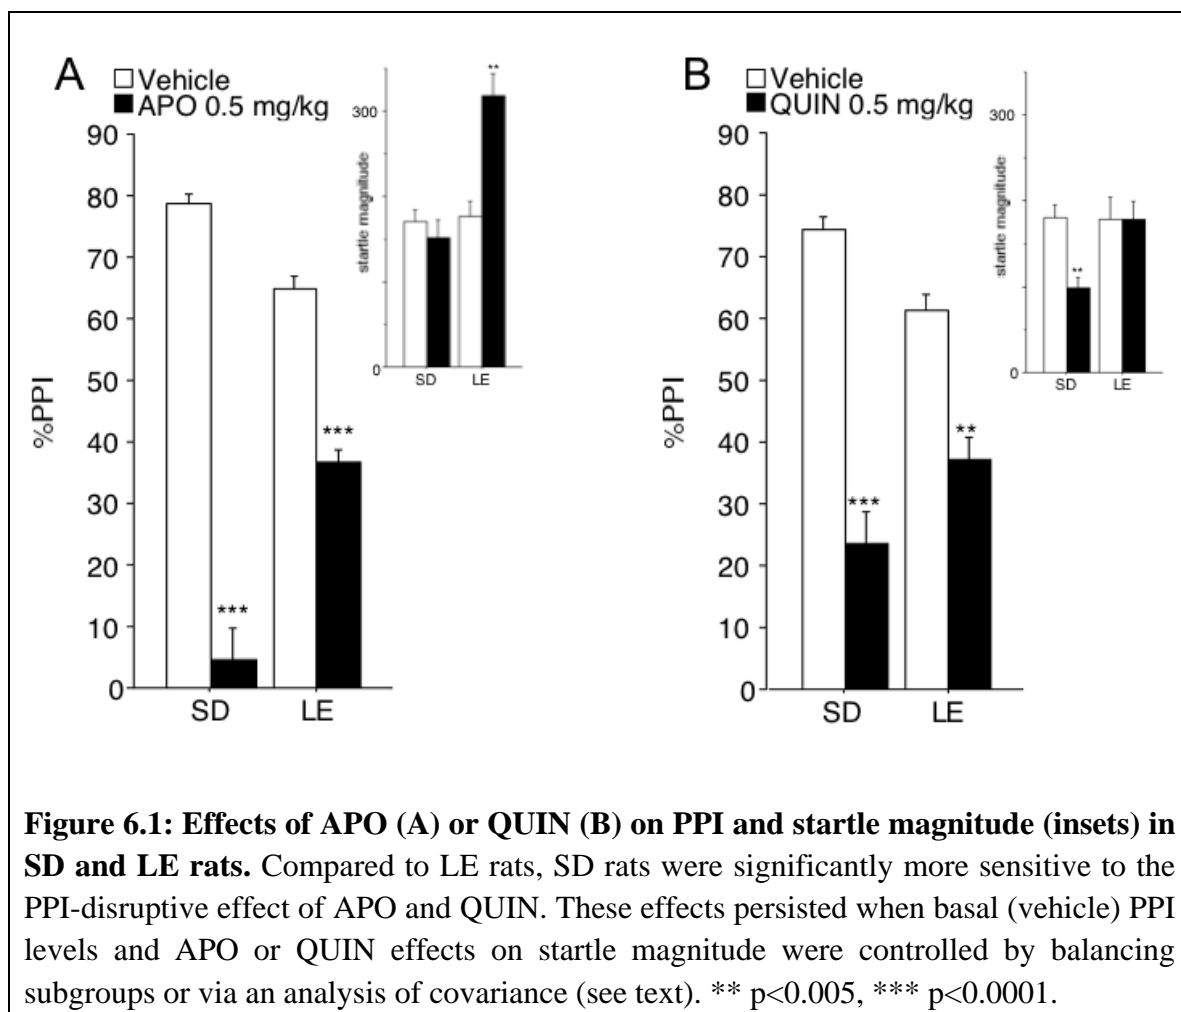 A
Vehicle
APO 0.5 mg/kg
90
80
70
60
50
40
30
20
10
0
%PPI
***
***
SD LE
300
0
startle magnitude
**
SD LE
B
Vehicle
QUIN 0.5 mg/kg
90
80
70
60
50
40
30
20
10
0
%PPI
***
**
SD LE
300
0
startle magnitude
**
SD LE
Figure 6.1: Effects of APO (A) or QUIN (B) on PPI and startle magnitude (insets) in
SD and LE rats. Compared to LE rats, SD rats were significantly more sensitive to the
PPI-disruptive effect of APO and QUIN. These effects persisted when basal (vehicle) PPI
levels and APO or QUIN effects on startle magnitude were controlled by balancing
subgroups or via an analysis of covariance (see text). ** p<0.005, *** p<0.0001.